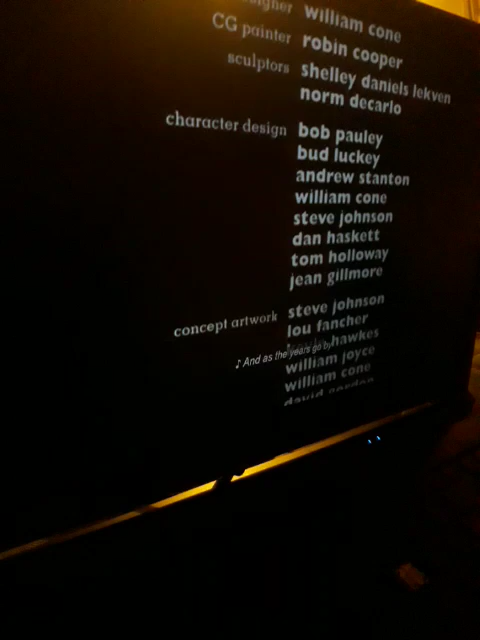 william cone
CG painter robin cooper
sculptors shelley daniels lekven
norm decarlo
character design bob pauley
bud luckey
andrew stanton
william cone
steve johnson
dan haskett
tom holloway
jean gillmore
concept artwork steve johnson
lou fancher
hawkes
♪ And as the years go by
william joyce
william cone